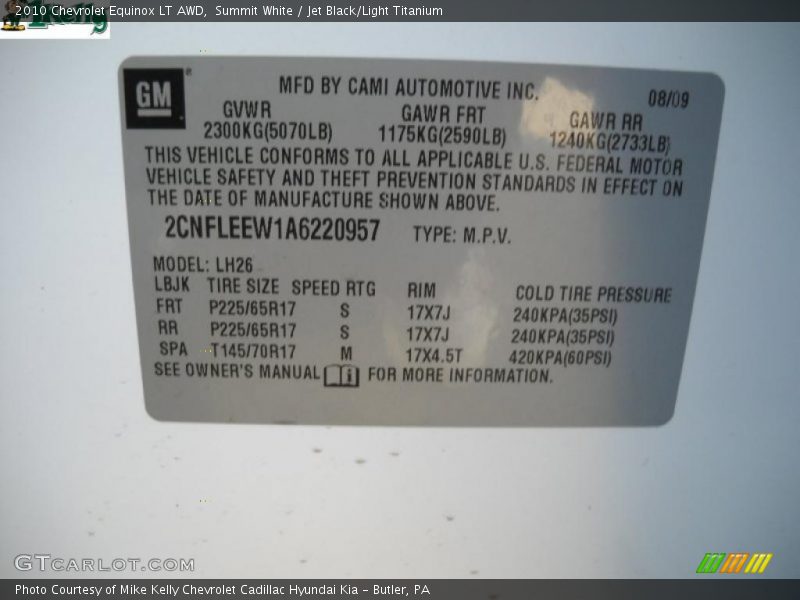 2010 Chevrolet Equinox LT AWD, Summit White / Jet Black/Light Titanium
GM
MFD BY CAMI AUTOMOTIVE INC. 08/09
GVWR GAWR FRT GAWR RR
2300KG(5070LB) 1175KG(2590LB) 1240KG(2733LB)
THIS VEHICLE CONFORMS TO ALL APPLICABLE U.S. FEDERAL MOTOR
VEHICLE SAFETY AND THEFT PREVENTION STANDARDS IN EFFECT ON
THE DATE OF MANUFACTURE SHOWN ABOVE.
2CNFLEEW1A6220957 TYPE: M.P.V.
MODEL: LH26
LBJK TIRE SIZE SPEED RTG RIM COLD TIRE PRESSURE
FRT P225/65R17 S 17X7J 240KPA(35PSI)
RR P225/65R17 S 17X7J 240KPA(35PSI)
SPA T145/70R17 M 17X4.5T 420KPA(60PSI)
SEE OWNER'S MANUAL i FOR MORE INFORMATION.
GTCARLOT.COM
Photo Courtesy of Mike Kelly Chevrolet Cadillac Hyundai Kia – Butler, PA